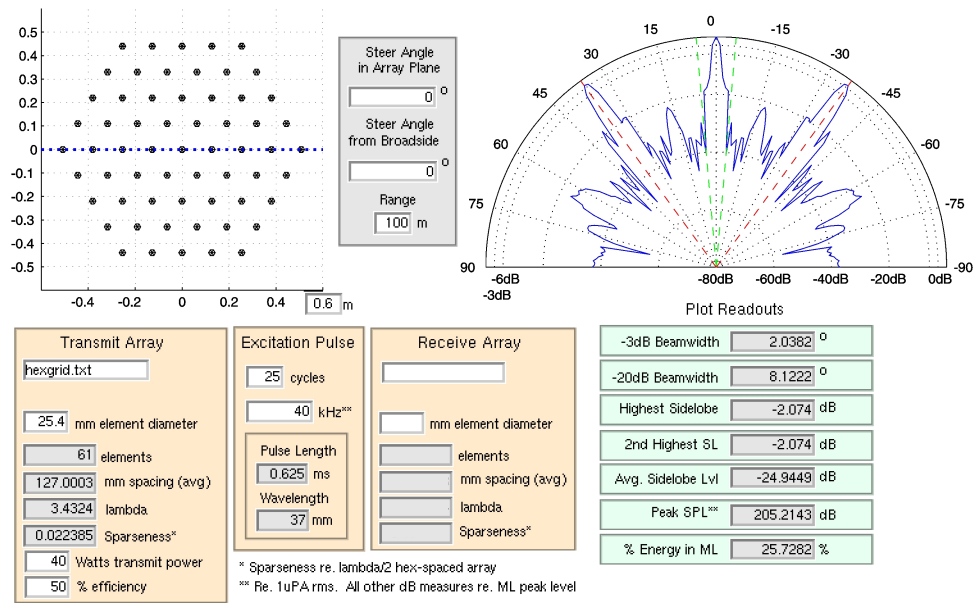 0.5
0.4
0.3
0.2
0.1
0
-0.1
-0.2
-0.3
-0.4
-0.5
-0.4 -0.2 0 0.2 0.4 0.6 m
Steer Angle
in Array Plane
0 °
Steer Angle
from Broadside
0 °
Range
100 m
0
15 -15
30 -30
45 -45
60 -60
75 -75
90 -90
-6dB -80dB -60dB -40dB -20dB 0dB
-3dB
Transmit Array
hexgrid.txt
25.4 mm element diameter
61 elements
127.0003 mm spacing (avg)
3.4324 lambda
0.022385 Sparseness*
40 Watts transmit power
50 % efficiency
Excitation Pulse
25 cycles
40 kHz**
Pulse Length
0.625 ms
Wavelength
37 mm
Receive Array
mm element diameter
elements
mm spacing (avg)
lambda
Sparseness*
* Sparseness re. lambda/2 hex-spaced array
** Re. 1uPA rms. All other dB measures re. ML peak level
Plot Readouts
-3dB Beamwidth 2.0382 °
-20dB Beamwidth 8.1222 °
Highest Sidelobe -2.074 dB
2nd Highest SL -2.074 dB
Avg. Sidelobe Lvl -24.9449 dB
Peak SPL** 205.2143 dB
% Energy in ML 25.7282 %